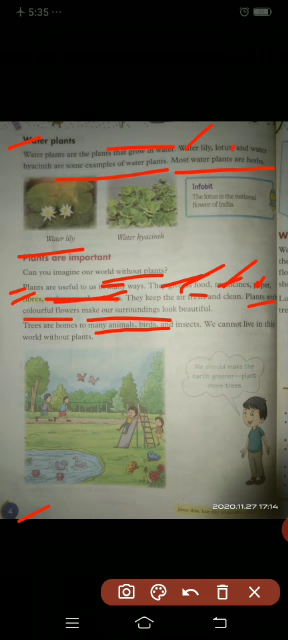 5:35 ...
Water plants
Water plants are the plants that grow in water. Water lily, lotus and water
hyacinth are some examples of water plants. Most water plants are herbs.
Infobit
The lotus is the national
flower of India.
Water lily
Water hyacinth
Plants are important
Can you imagine our world without plants?
Plants are useful to us in many ways. They give us food, medicines, paper,
They keep the air fresh and clean. Plants
colourful flowers make our surroundings look beautiful.
Trees are homes to many animals, birds, and insects. We cannot live in this
world without plants.
We should make the
Earth greener – plant
more trees.
2020.11.27 17:14
4